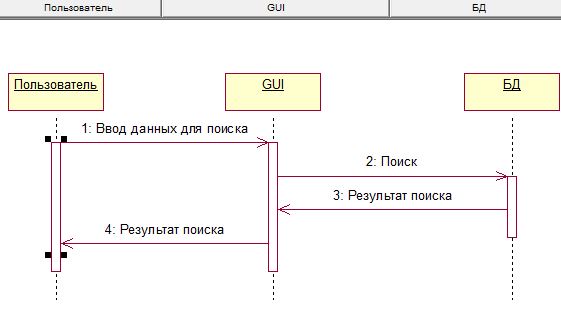 Пользователь GUI БД
Пользователь GUI БД
1: Ввод данных для поиска
2: Поиск
3: Результат поиска
4: Результат поиска